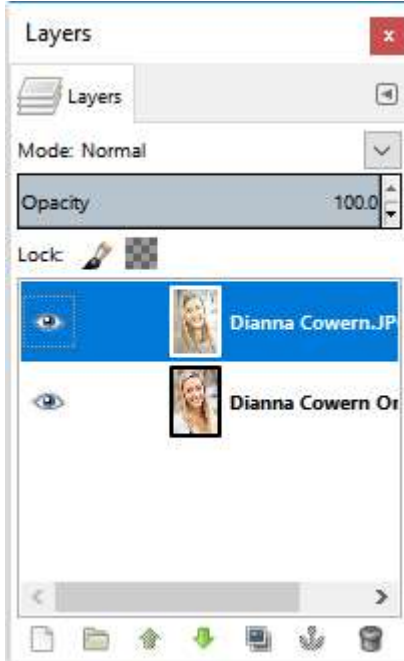 Layers
x
Layers
Mode: Normal
Opacity 100.0
Lock:
Dianna Cowern.JP
Dianna Cowern Or